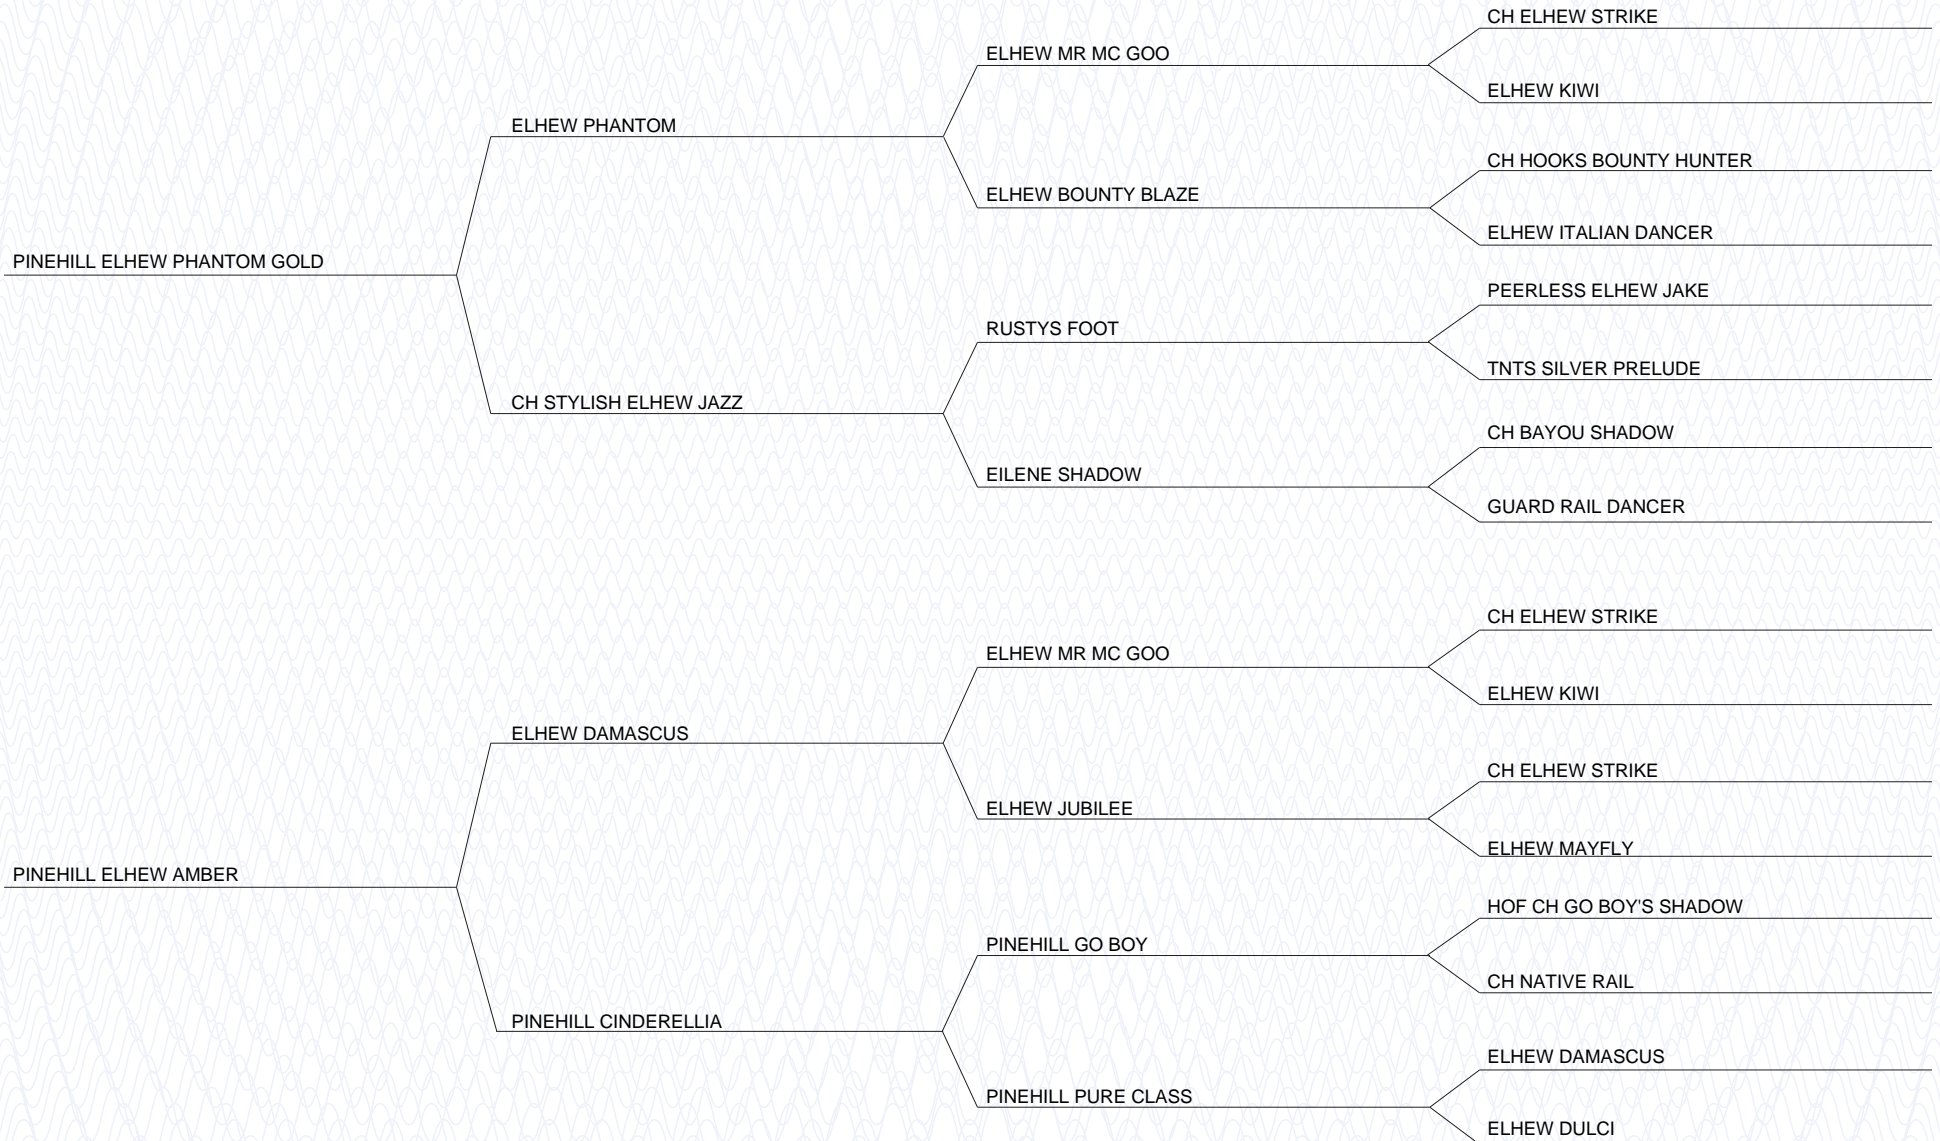 CH ELHEW STRIKE
ELHEW MR MC GOO
ELHEW KIWI
ELHEW PHANTOM
CH HOOKS BOUNTY HUNTER
ELHEW BOUNTY BLAZE
ELHEW ITALIAN DANCER
PINEHILL ELHEW PHANTOM GOLD
PEERLESS ELHEW JAKE
RUSTYS FOOT
TNTS SILVER PRELUDE
CH STYLISH ELHEW JAZZ
CH BAYOU SHADOW
EILENE SHADOW
GUARD RAIL DANCER
CH ELHEW STRIKE
ELHEW MR MC GOO
ELHEW KIWI
ELHEW DAMASCUS
CH ELHEW STRIKE
ELHEW JUBILEE
ELHEW MAYFLY
PINEHILL ELHEW AMBER
HOF CH GO BOY'S SHADOW
PINEHILL GO BOY
CH NATIVE RAIL
PINEHILL CINDERELLIA
ELHEW DAMASCUS
PINEHILL PURE CLASS
ELHEW DULCI